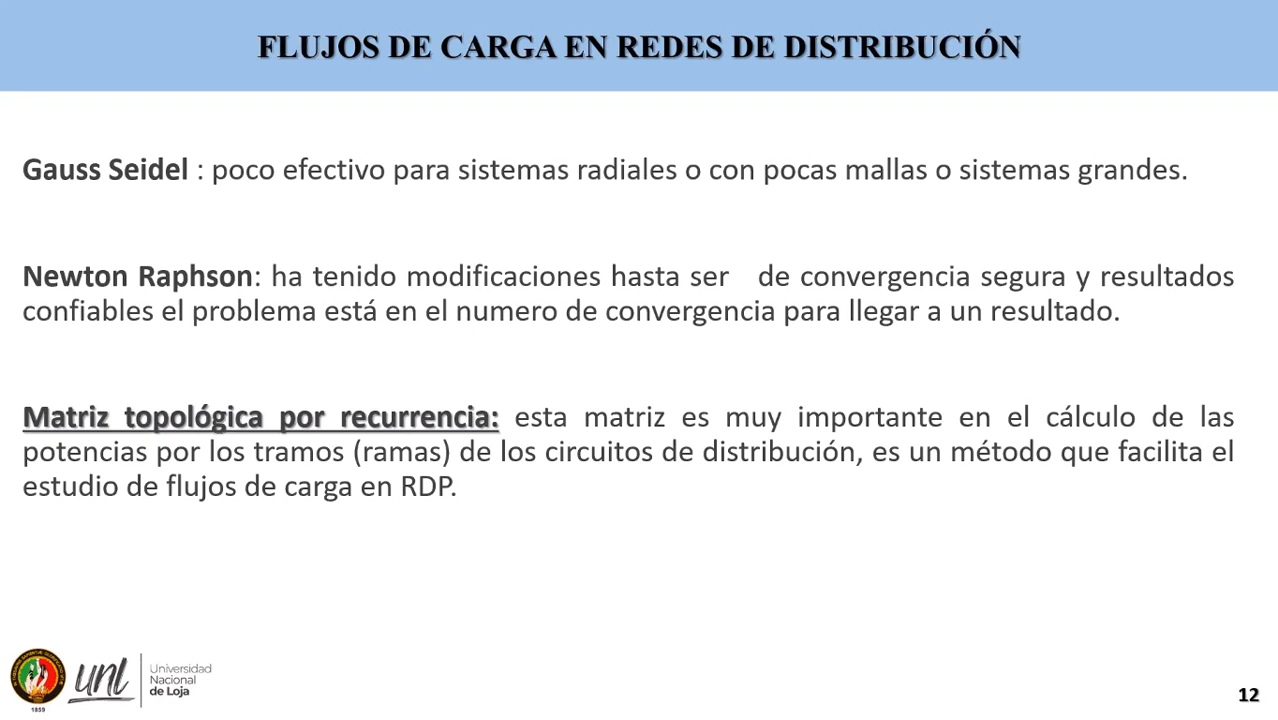 FLUJOS DE CARGA EN REDES DE DISTRIBUCIÓN
Gauss Seidel : poco efectivo para sistemas radiales o con pocas mallas o sistemas grandes.
Newton Raphson: ha tenido modificaciones hasta ser de convergencia segura y resultados
confiables el problema está en el numero de convergencia para llegar a un resultado.
Matriz topológica por recurrencia: esta matriz es muy importante en el cálculo de las
potencias por los tramos (ramas) de los circuitos de distribución, es un método que facilita el
estudio de flujos de carga en RDP.
1859
unl
Universidad
Nacional
de Loja
12